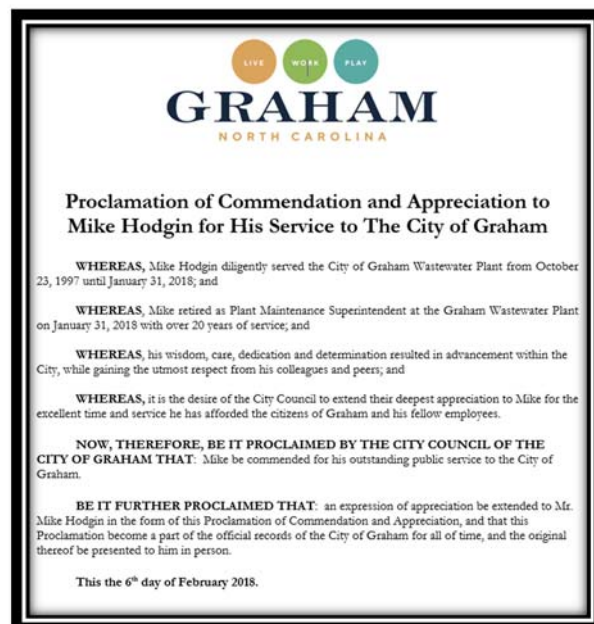 LIVE WORK PLAY
GRAHAM
NORTH CAROLINA
Proclamation of Commendation and Appreciation to
Mike Hodgin for His Service to The City of Graham
WHEREAS, Mike Hodgin diligently served the City of Graham Wastewater Plant from October
23, 1997 until January 31, 2018; and
WHEREAS, Mike retired as Plant Maintenance Superintendent at the Graham Wastewater Plant
on January 31, 2018 with over 20 years of service; and
WHEREAS, his wisdom, care, dedication and determination resulted in advancement within the
City, while gaining the utmost respect from his colleagues and peers; and
WHEREAS, it is the desire of the City Council to extend their deepest appreciation to Mike for the
excellent time and service he has afforded the citizens of Graham and his fellow employees.
NOW, THEREFORE, BE IT PROCLAIMED BY THE CITY COUNCIL OF THE
CITY OF GRAHAM THAT: Mike be commended for his outstanding public service to the City of
Graham.
BE IT FURTHER PROCLAIMED THAT: an expression of appreciation be extended to Mr.
Mike Hodgin in the form of this Proclamation of Commendation and Appreciation, and that this
Proclamation become a part of the official records of the City of Graham for all of time, and the original
thereof be presented to him in person.
This the 6th day of February 2018.